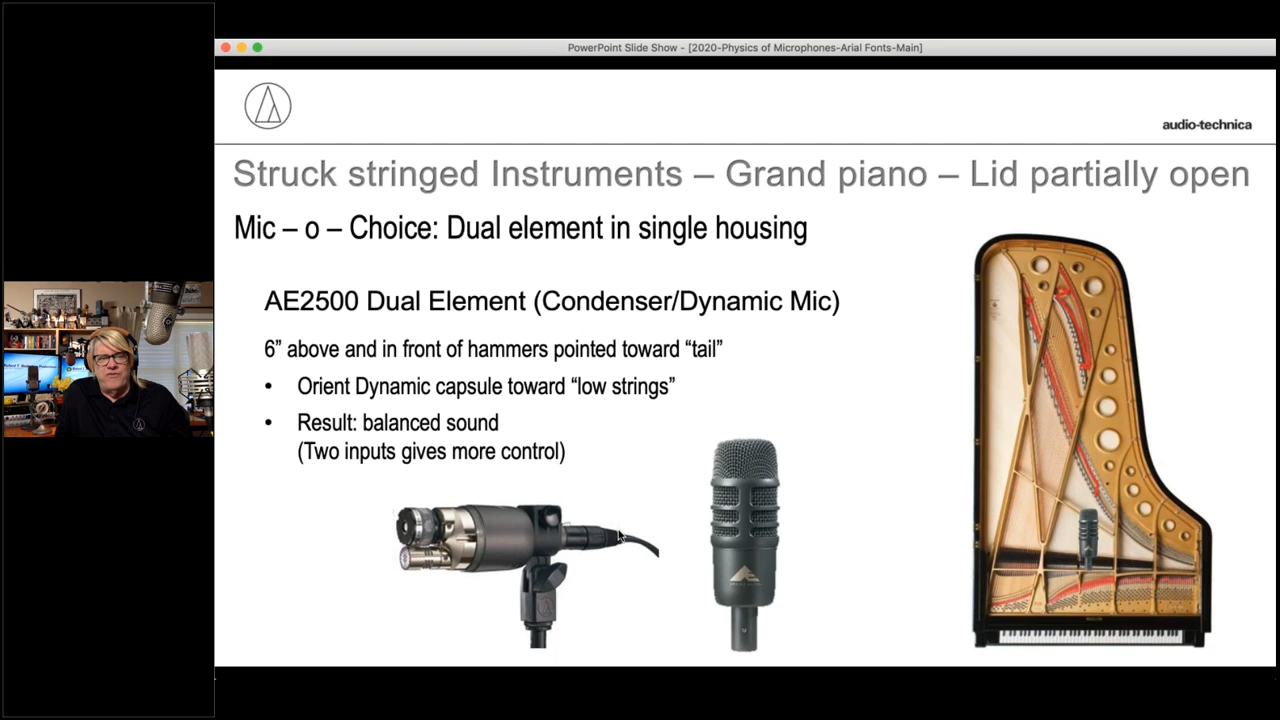 PowerPoint Slide Show - [2020-Physics of Microphones-Arial Fonts-Main]
audio-technica
Struck stringed Instruments – Grand piano – Lid partially open
Mic – o – Choice: Dual element in single housing
AE2500 Dual Element (Condenser/Dynamic Mic)
6” above and in front of hammers pointed toward “tail”
• Orient Dynamic capsule toward “low strings”
• Result: balanced sound
(Two inputs gives more control)